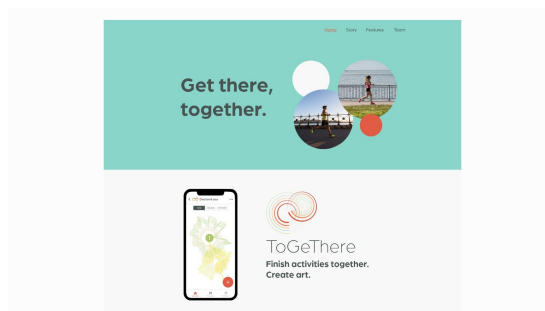 Home Story Features Team
Get there,
together.
ToGeThere
Finish activities together.
Create art.